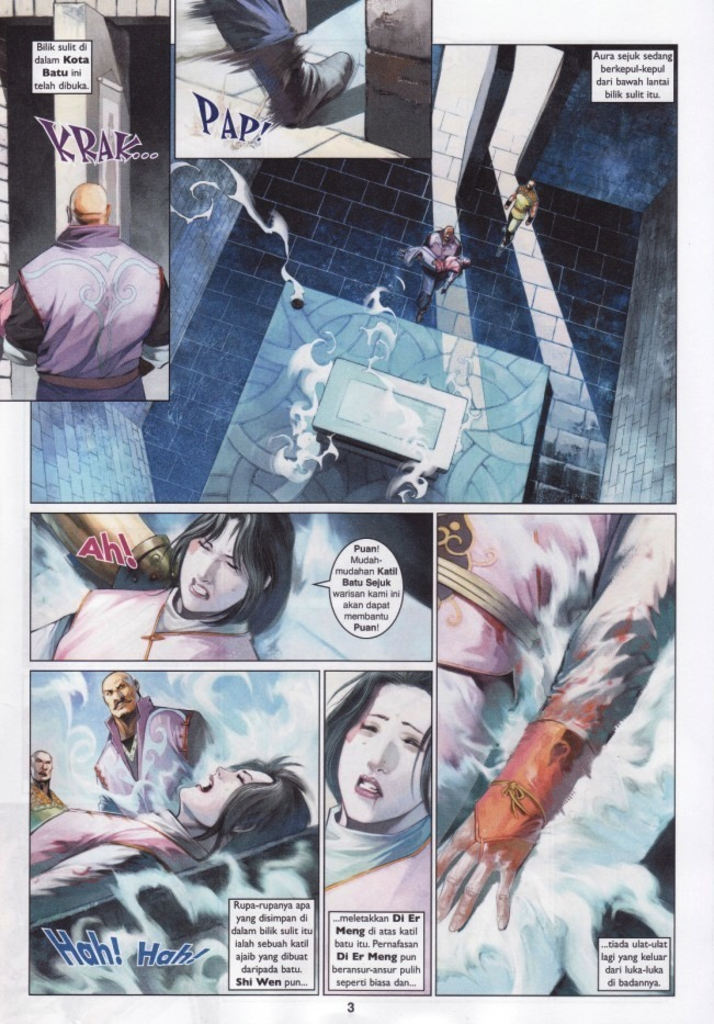 Bilik sulit di
dalam Kota
Batu ini
telah dibuka.
KRAK...
PAP!
Aura sejuk sedang
berkepul-kepul
dari bawah lantai
bilik sulit itu.
Ah!
Puan!
Mudah-
mudahan Katil
Batu Sejuk
warisan kami ini
akan dapat
membantu
Puan!
Hah! Hah!
Rupa-rupanya apa
yang disimpan di
dalam bilik sulit itu
ialah sebuah katil
ajaib yang dibuat
daripada batu.
Shi Wen pun...
...meletakkan Di Er
Meng di atas katil
batu itu. Pernafasan
Di Er Meng pun
beransur-ansur pulih
seperti biasa dan...
...tiada ulat-ulat
lagi yang keluar
dari luka-luka
di badannya.
3